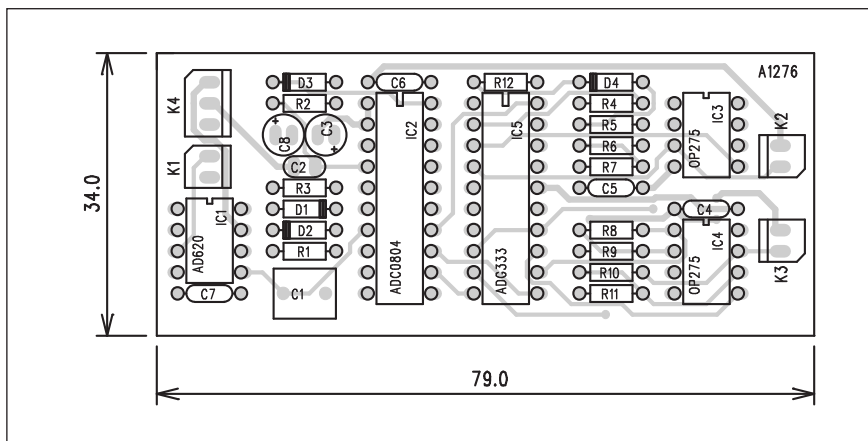 A1276
K4
D3
C6
R12
D4
R2
R4
IC3
K2
+
C8
C3
+
IC2
IC5
R5
OP275
R6
C2
R7
K1
R3
C5
IC1
D1
C4
D2
R8
IC4
K3
AD620
R1
R9
ADC0804
ADG333
R10
OP275
C7
C1
R11
34.0
79.0